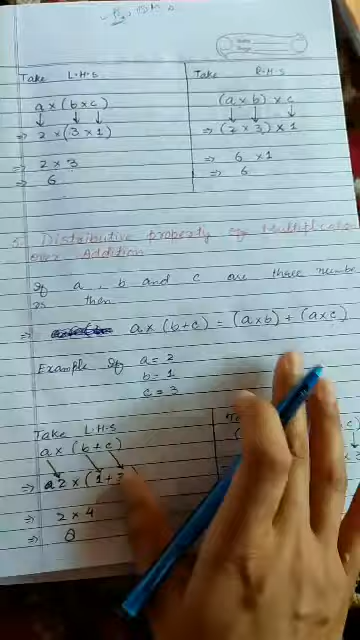 Take L.H.S
a × (b × c)
⇒ 2 × (3 × 1)
⇒ 2 × 3
⇒ 6
Take R.H.S
(a × b) × c
⇒ (2 × 3) × 1
⇒ 6 × 1
⇒ 6
5. Distributive property of Multiplication
over Addition
If a, b and c are three number
then
⇒ a × (b + c) = (a × b) + (a × c)
Example If a = 2
b = 1
c = 3
Take L.H.S
a × (b + c)
⇒ 2 × (1 + 3
⇒ 2 × 4
⇒ 8